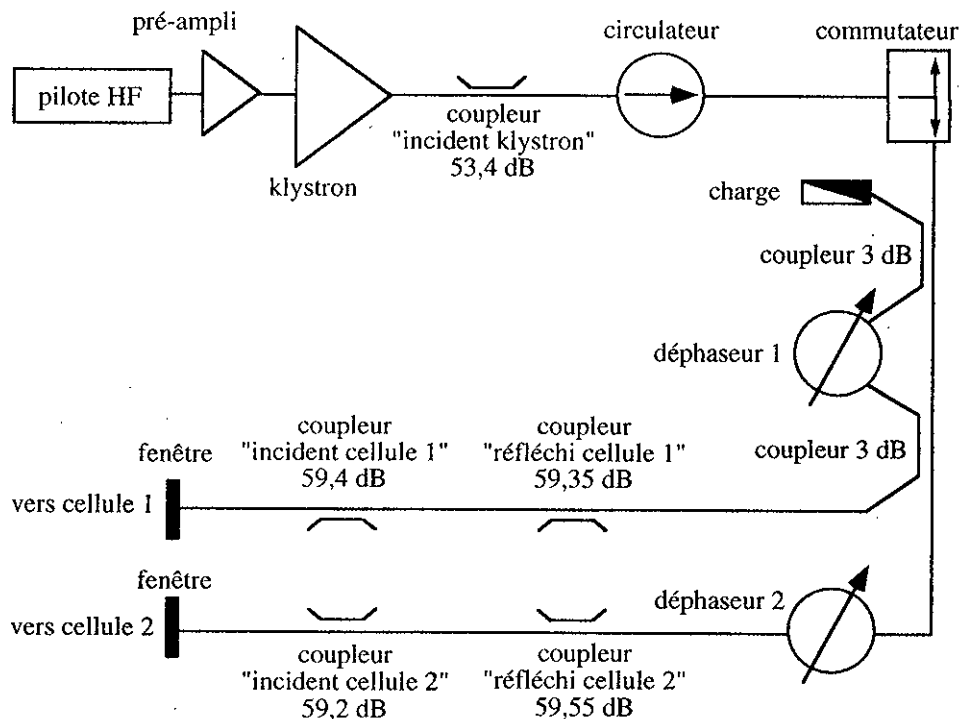 pré-ampli
circulateur
commutateur
pilote HF
coupleur
"incident klystron"
53,4 dB
klystron
charge
coupleur 3 dB
déphaseur 1
coupleur
"incident cellule 1"
59,4 dB
coupleur
"réfléchi cellule 1"
59,35 dB
coupleur 3 dB
fenêtre
vers cellule 1
fenêtre
vers cellule 2
déphaseur 2
coupleur
"incident cellule 2"
59,2 dB
coupleur
"réfléchi cellule 2"
59,55 dB